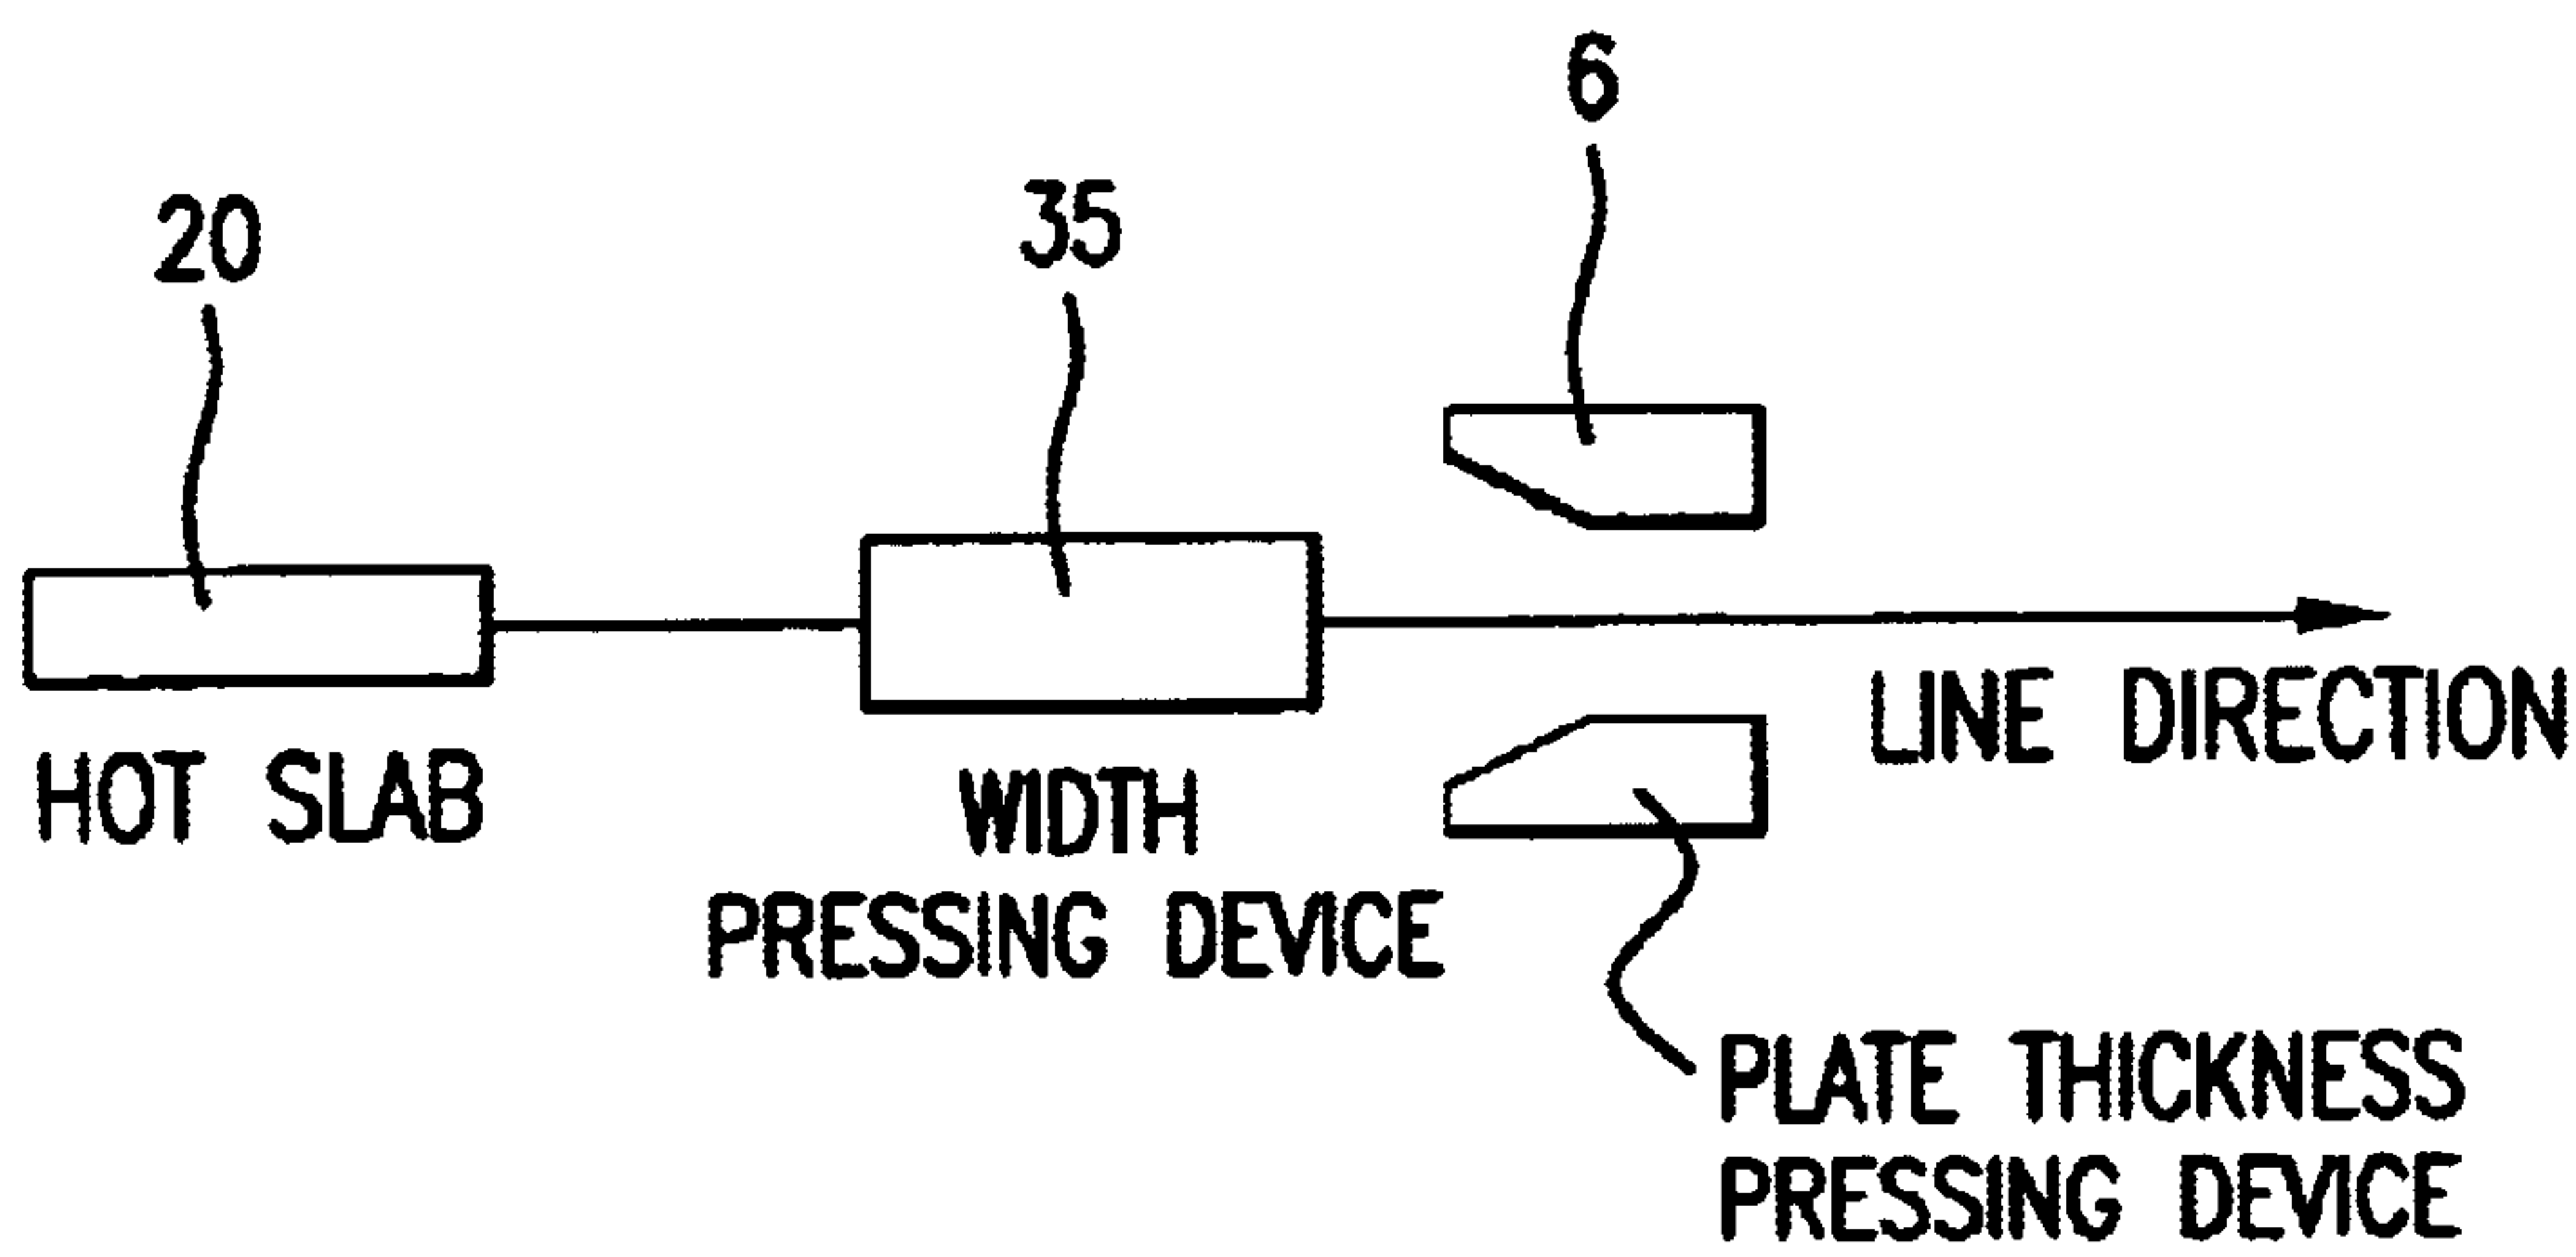 6
20
35
LINE DIRECTION
HOT SLAB
WIDTH
PRESSING DEVICE
PLATE THICKNESS
PRESSING DEVICE